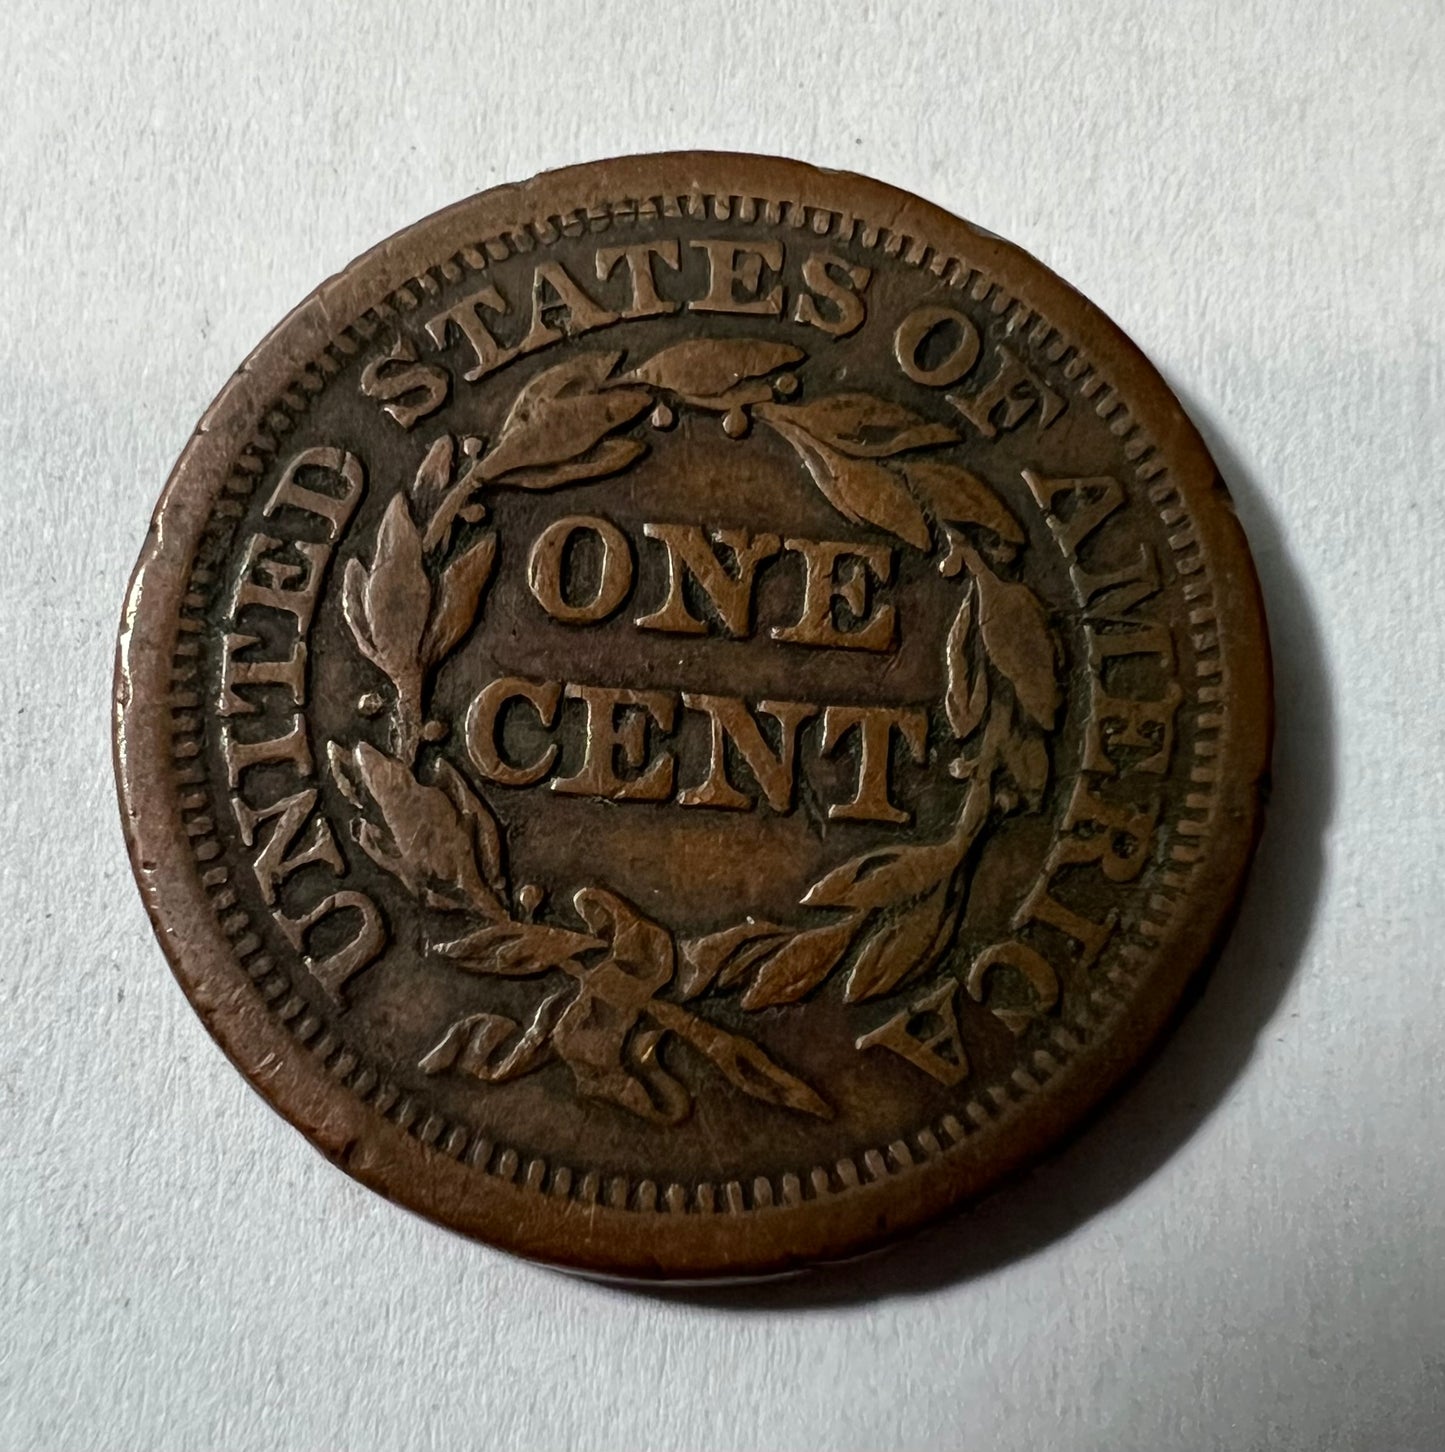 UNITED STATES OF AMERICA
ONE
CENT